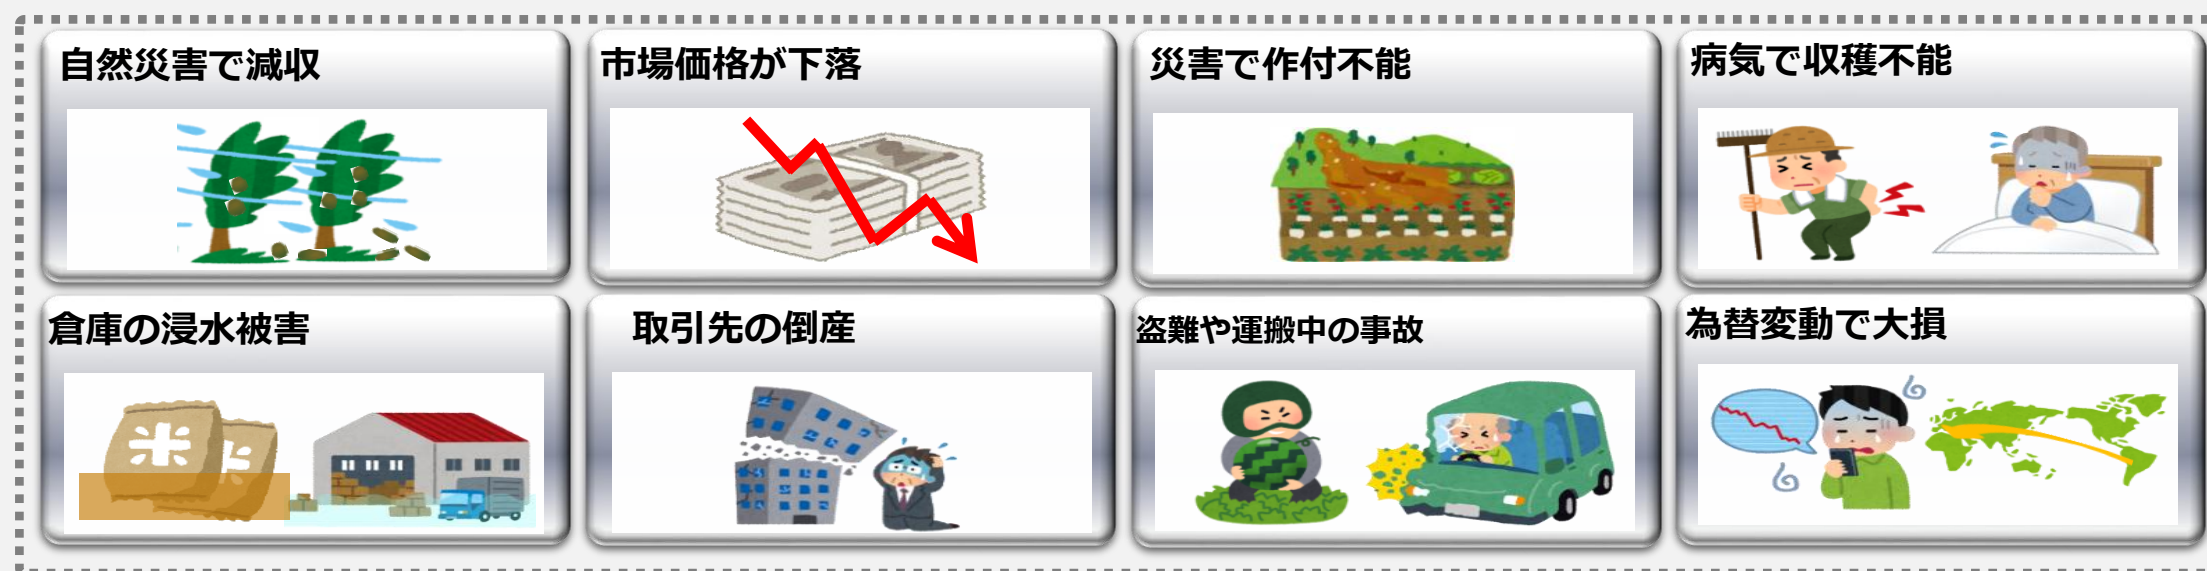 自然災害で減収
市場価格が下落
災害で作付不能
病気で収穫不能
倉庫の浸水被害
取引先の倒産
盗難や運搬中の事故
為替変動で大損
米
米